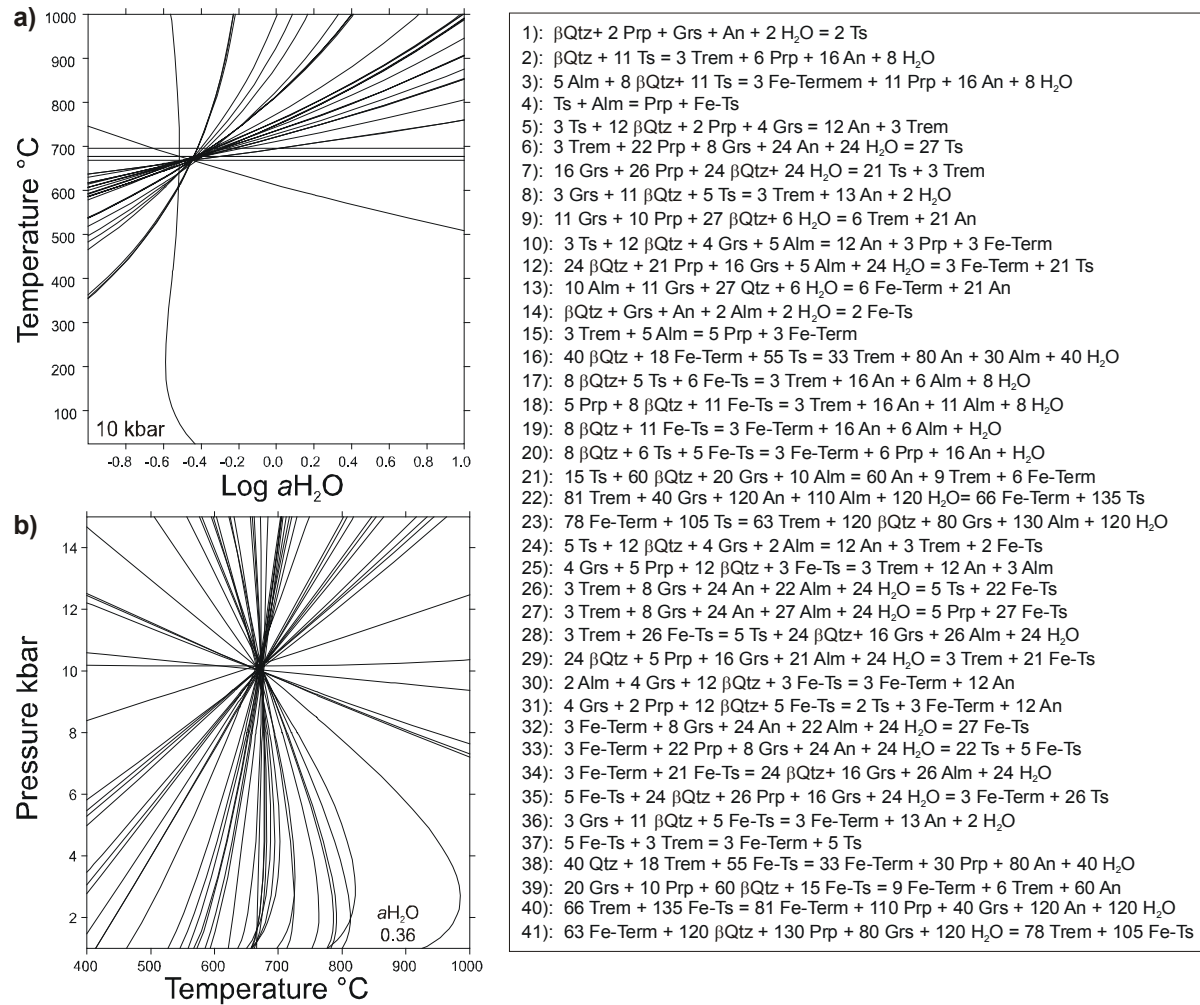 a)
1000
900
800
700
600
500
400
300
200
100
Temperature °C
10 kbar
-0.8 -0.6 -0.4 -0.2 0.0 0.2 0.4 0.6 0.8 1.0
Log aH₂O
b)
14
12
10
8
6
4
2
Pressure kbar
aH₂O
0.36
400 500 600 700 800 900 1000
Temperature °C
1): βQtz+ 2 Prp + Grs + An + 2 H₂O = 2 Ts
2): βQtz + 11 Ts = 3 Trem + 6 Prp + 16 An + 8 H₂O
3): 5 Alm + 8 βQtz+ 11 Ts = 3 Fe-Termem + 11 Prp + 16 An + 8 H₂O
4): Ts + Alm = Prp + Fe-Ts
5): 3 Ts + 12 βQtz + 2 Prp + 4 Grs = 12 An + 3 Trem
6): 3 Trem + 22 Prp + 8 Grs + 24 An + 24 H₂O = 27 Ts
7): 16 Grs + 26 Prp + 24 βQtz+ 24 H₂O = 21 Ts + 3 Trem
8): 3 Grs + 11 βQtz + 5 Ts = 3 Trem + 13 An + 2 H₂O
9): 11 Grs + 10 Prp + 27 βQtz+ 6 H₂O = 6 Trem + 21 An
10): 3 Ts + 12 βQtz + 4 Grs + 5 Alm = 12 An + 3 Prp + 3 Fe-Term
12): 24 βQtz + 21 Prp + 16 Grs + 5 Alm + 24 H₂O = 3 Fe-Term + 21 Ts
13): 10 Alm + 11 Grs + 27 Qtz + 6 H₂O = 6 Fe-Term + 21 An
14): βQtz + Grs + An + 2 Alm + 2 H₂O = 2 Fe-Ts
15): 3 Trem + 5 Alm = 5 Prp + 3 Fe-Term
16): 40 βQtz + 18 Fe-Term + 55 Ts = 33 Trem + 80 An + 30 Alm + 40 H₂O
17): 8 βQtz+ 5 Ts + 6 Fe-Ts = 3 Trem + 16 An + 6 Alm + 8 H₂O
18): 5 Prp + 8 βQtz + 11 Fe-Ts = 3 Trem + 16 An + 11 Alm + 8 H₂O
19): 8 βQtz + 11 Fe-Ts = 3 Fe-Term + 16 An + 6 Alm + H₂O
20): 8 βQtz + 6 Ts + 5 Fe-Ts = 3 Fe-Term + 6 Prp + 16 An + H₂O
21): 15 Ts + 60 βQtz + 20 Grs + 10 Alm = 60 An + 9 Trem + 6 Fe-Term
22): 81 Trem + 40 Grs + 120 An + 110 Alm + 120 H₂O= 66 Fe-Term + 135 Ts
23): 78 Fe-Term + 105 Ts = 63 Trem + 120 βQtz + 80 Grs + 130 Alm + 120 H₂O
24): 5 Ts + 12 βQtz + 4 Grs + 2 Alm = 12 An + 3 Trem + 2 Fe-Ts
25): 4 Grs + 5 Prp + 12 βQtz + 3 Fe-Ts = 3 Trem + 12 An + 3 Alm
26): 3 Trem + 8 Grs + 24 An + 22 Alm + 24 H₂O = 5 Ts + 22 Fe-Ts
27): 3 Trem + 8 Grs + 24 An + 27 Alm + 24 H₂O = 5 Prp + 27 Fe-Ts
28): 3 Trem + 26 Fe-Ts = 5 Ts + 24 βQtz+ 16 Grs + 26 Alm + 24 H₂O
29): 24 βQtz + 5 Prp + 16 Grs + 21 Alm + 24 H₂O = 3 Trem + 21 Fe-Ts
30): 2 Alm + 4 Grs + 12 βQtz + 3 Fe-Ts = 3 Fe-Term + 12 An
31): 4 Grs + 2 Prp + 12 βQtz+ 5 Fe-Ts = 2 Ts + 3 Fe-Term + 12 An
32): 3 Fe-Term + 8 Grs + 24 An + 22 Alm + 24 H₂O = 27 Fe-Ts
33): 3 Fe-Term + 22 Prp + 8 Grs + 24 An + 24 H₂O = 22 Ts + 5 Fe-Ts
34): 3 Fe-Term + 21 Fe-Ts = 24 βQtz+ 16 Grs + 26 Alm + 24 H₂O
35): 5 Fe-Ts + 24 βQtz + 26 Prp + 16 Grs + 24 H₂O = 3 Fe-Term + 26 Ts
36): 3 Grs + 11 βQtz + 5 Fe-Ts = 3 Fe-Term + 13 An + 2 H₂O
37): 5 Fe-Ts + 3 Trem = 3 Fe-Term + 5 Ts
38): 40 Qtz + 18 Trem + 55 Fe-Ts = 33 Fe-Term + 30 Prp + 80 An + 40 H₂O
39): 20 Grs + 10 Prp + 60 βQtz + 15 Fe-Ts = 9 Fe-Term + 6 Trem + 60 An
40): 66 Trem + 135 Fe-Ts = 81 Fe-Term + 110 Prp + 40 Grs + 120 An + 120 H₂O
41): 63 Fe-Term + 120 βQtz + 130 Prp + 80 Grs + 120 H₂O = 78 Trem + 105 Fe-Ts